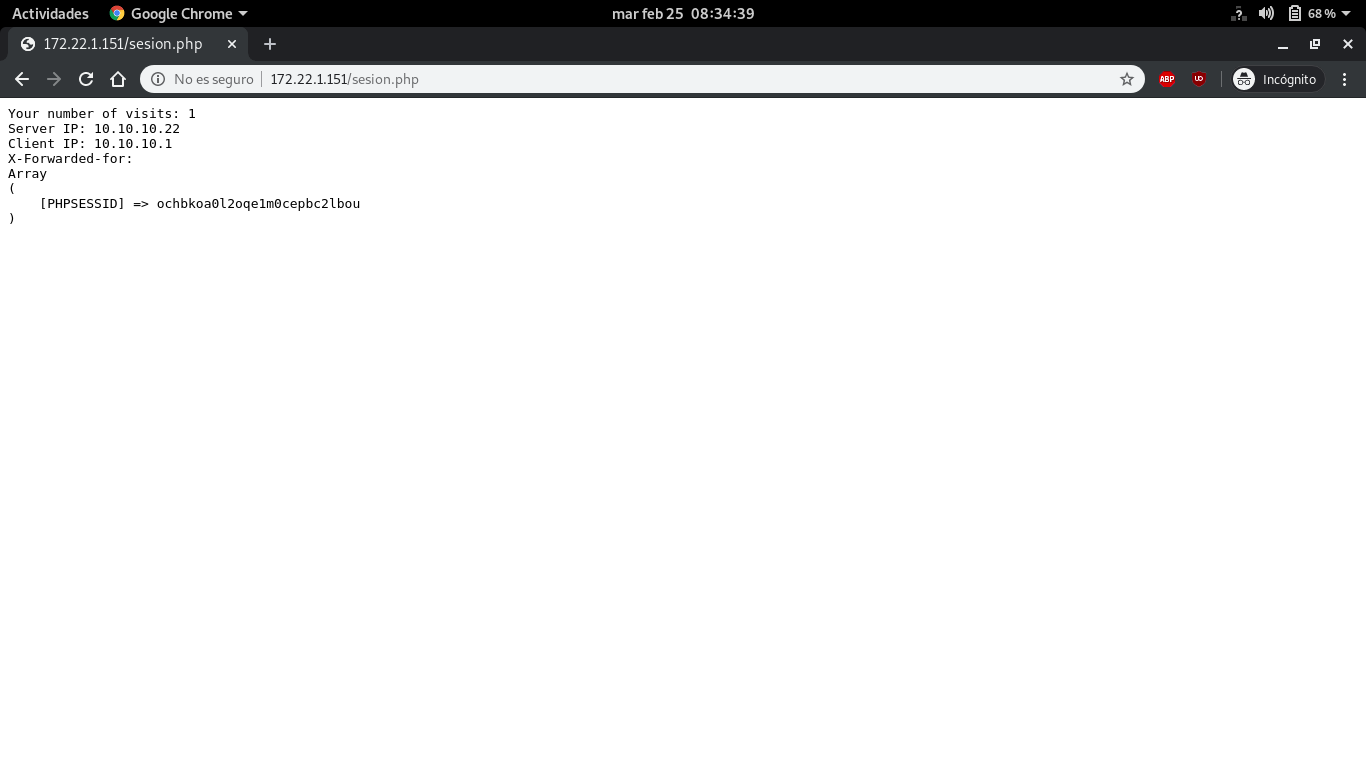 Actividades Google Chrome mar feb 25 08:34:39 ? 68 %
172.22.1.151/sesion.php
No es seguro 172.22.1.151/sesion.php ABP UO Incógnito
Your number of visits: 1
Server IP: 10.10.10.22
Client IP: 10.10.10.1
X-Forwarded-for:
Array
(
    [PHPSESSID] => ochbkoa0l2oqe1m0cepbc2lbou
)